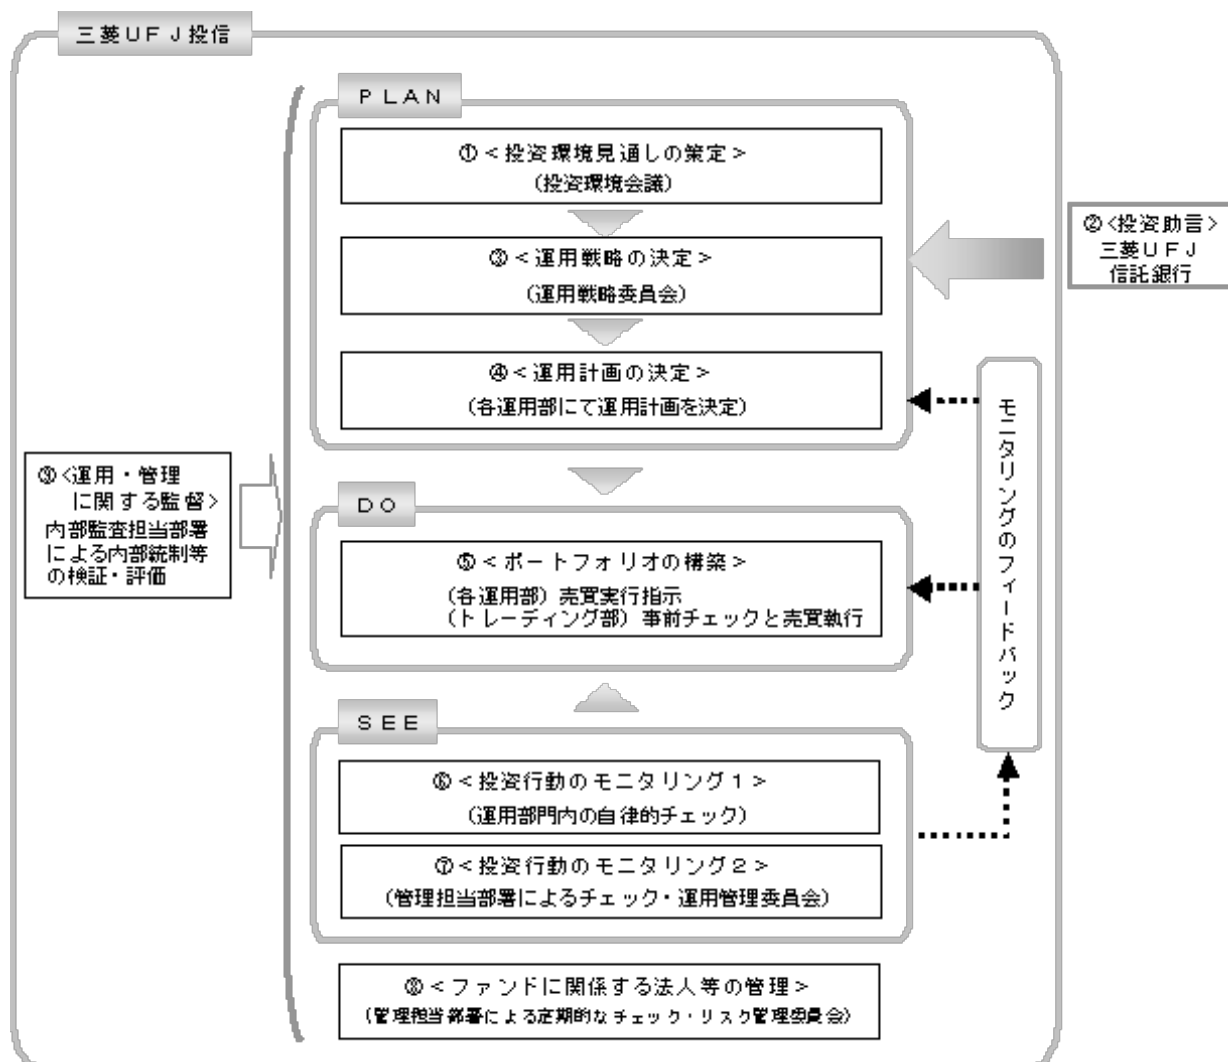 三菱UFJ投信
PLAN
①<投資環境見通しの策定>
(投資環境会議)
②<投資助言>
三菱UFJ
信託銀行
③<運用戦略の決定>
(運用戦略委員会)
④<運用計画の決定>
(各運用部にて運用計画を決定)
モニタリングのフィードバック
⑨<運用・管理
に関する監督>
内部監査担当部署
による内部統制等
の検証・評価
DO
⑤<ポートフォリオの構築>
(各運用部)売買実行指示
(トレーディング部)事前チェックと売買執行
SEE
⑥<投資行動のモニタリング1>
(運用部門内の自律的チェック)
⑦<投資行動のモニタリング2>
(管理担当部署によるチェック・運用管理委員会)
⑧<ファンドに関係する法人等の管理>
(管理担当部署による定期的なチェック・リスク管理委員会)